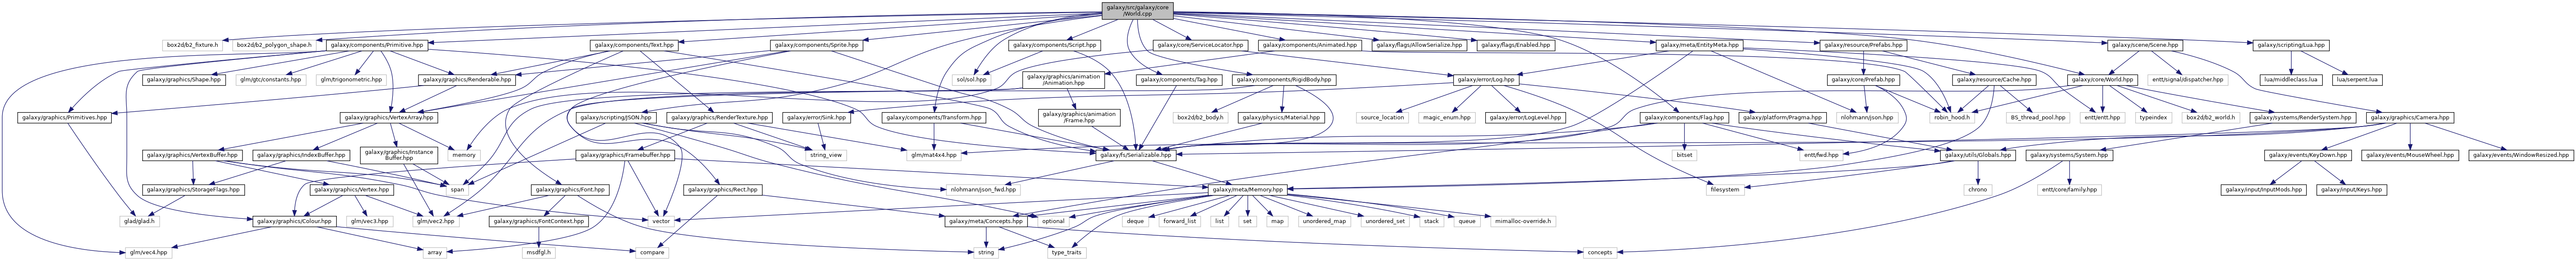 galaxy/src/galaxy/core
/World.cpp
box2d/b2_fixture.h
box2d/b2_polygon_shape.h
galaxy/components/Primitive.hpp
galaxy/components/Text.hpp
galaxy/components/Sprite.hpp
galaxy/components/Script.hpp
galaxy/core/ServiceLocator.hpp
galaxy/components/Animated.hpp
galaxy/flags/AllowSerialize.hpp
galaxy/flags/Enabled.hpp
galaxy/meta/EntityMeta.hpp
galaxy/resource/Prefabs.hpp
galaxy/scene/Scene.hpp
galaxy/scripting/Lua.hpp
galaxy/graphics/Shape.hpp
glm/gtc/constants.hpp
glm/trigonometric.hpp
galaxy/graphics/Renderable.hpp
sol/sol.hpp
galaxy/graphics/animation
/Animation.hpp
galaxy/components/Tag.hpp
galaxy/components/RigidBody.hpp
galaxy/error/Log.hpp
galaxy/core/Prefab.hpp
galaxy/resource/Cache.hpp
galaxy/core/World.hpp
entt/signal/dispatcher.hpp
lua/middleclass.lua
lua/serpent.lua
galaxy/graphics/Primitives.hpp
galaxy/graphics/VertexArray.hpp
galaxy/scripting/JSON.hpp
galaxy/graphics/RenderTexture.hpp
galaxy/error/Sink.hpp
galaxy/components/Transform.hpp
galaxy/graphics/animation
/Frame.hpp
box2d/b2_body.h
galaxy/physics/Material.hpp
source_location
magic_enum.hpp
galaxy/error/LogLevel.hpp
galaxy/platform/Pragma.hpp
galaxy/components/Flag.hpp
nlohmann/json.hpp
robin_hood.h
BS_thread_pool.hpp
entt/entt.hpp
typeindex
box2d/b2_world.h
galaxy/systems/RenderSystem.hpp
galaxy/graphics/Camera.hpp
galaxy/graphics/VertexBuffer.hpp
galaxy/graphics/IndexBuffer.hpp
galaxy/graphics/Instance
Buffer.hpp
memory
galaxy/graphics/Framebuffer.hpp
string_view
glm/mat4x4.hpp
galaxy/fs/Serializable.hpp
bitset
entt/fwd.hpp
galaxy/utils/Globals.hpp
galaxy/systems/System.hpp
galaxy/events/KeyDown.hpp
galaxy/events/MouseWheel.hpp
galaxy/events/WindowResized.hpp
galaxy/graphics/StorageFlags.hpp
galaxy/graphics/Vertex.hpp
span
galaxy/graphics/Font.hpp
galaxy/graphics/Rect.hpp
nlohmann/json_fwd.hpp
galaxy/meta/Memory.hpp
filesystem
chrono
entt/core/family.hpp
galaxy/input/InputMods.hpp
galaxy/input/Keys.hpp
glad/glad.h
galaxy/graphics/Colour.hpp
glm/vec3.hpp
glm/vec2.hpp
galaxy/graphics/FontContext.hpp
vector
galaxy/meta/Concepts.hpp
optional
deque
forward_list
list
set
map
unordered_map
unordered_set
stack
queue
mimalloc-override.h
glm/vec4.hpp
array
msdfgl.h
compare
string
type_traits
concepts